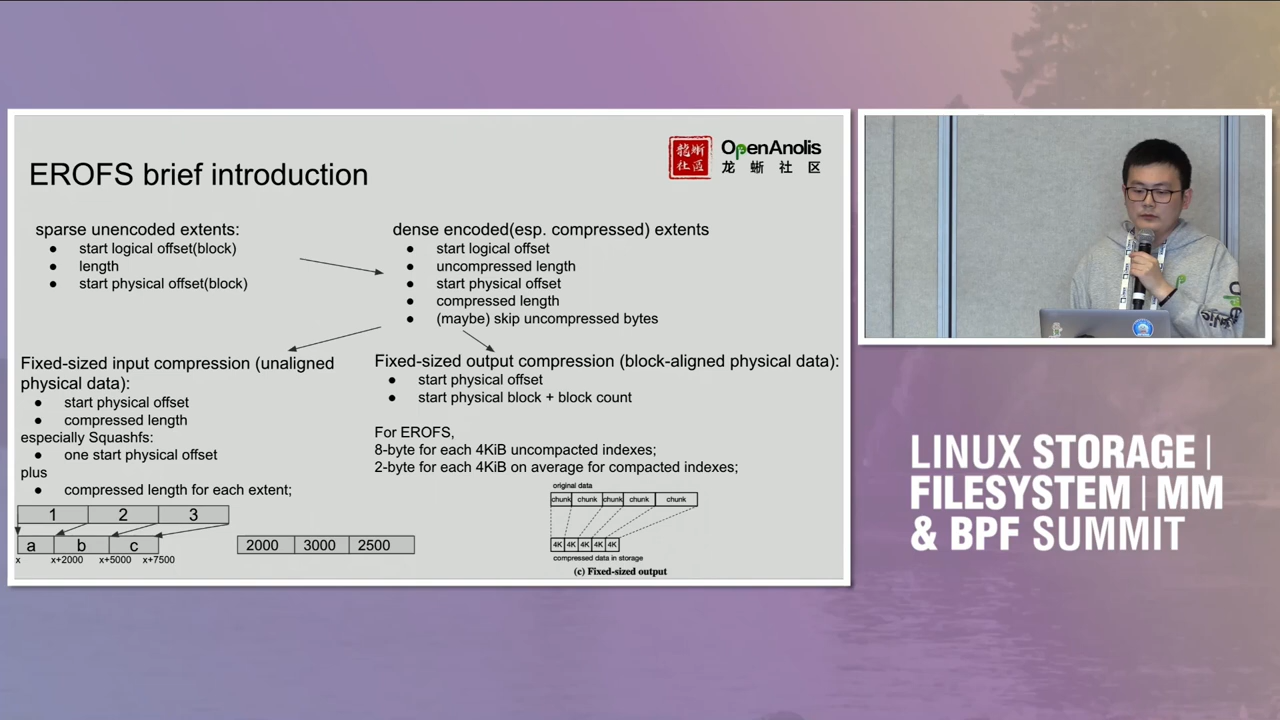 EROFS brief introduction
龙蜥
社区
OpenAnolis
龙蜥社区
sparse unencoded extents:
● start logical offset(block)
● length
● start physical offset(block)
dense encoded(esp. compressed) extents
● start logical offset
● uncompressed length
● start physical offset
● compressed length
● (maybe) skip uncompressed bytes
Fixed-sized input compression (unaligned
physical data):
● start physical offset
● compressed length
especially Squashfs:
● one start physical offset
plus
● compressed length for each extent;
1 2 3
a b c
x x+2000 x+5000 x+7500
2000 3000 2500
Fixed-sized output compression (block-aligned physical data):
● start physical offset
● start physical block + block count
For EROFS,
8-byte for each 4KiB uncompacted indexes;
2-byte for each 4KiB on average for compacted indexes;
original data
chunk chunk chunk chunk chunk
4K 4K 4K 4K 4K
compressed data in storage
(c) Fixed-sized output
LINUX STORAGE |
FILESYSTEM | MM
& BPF SUMMIT